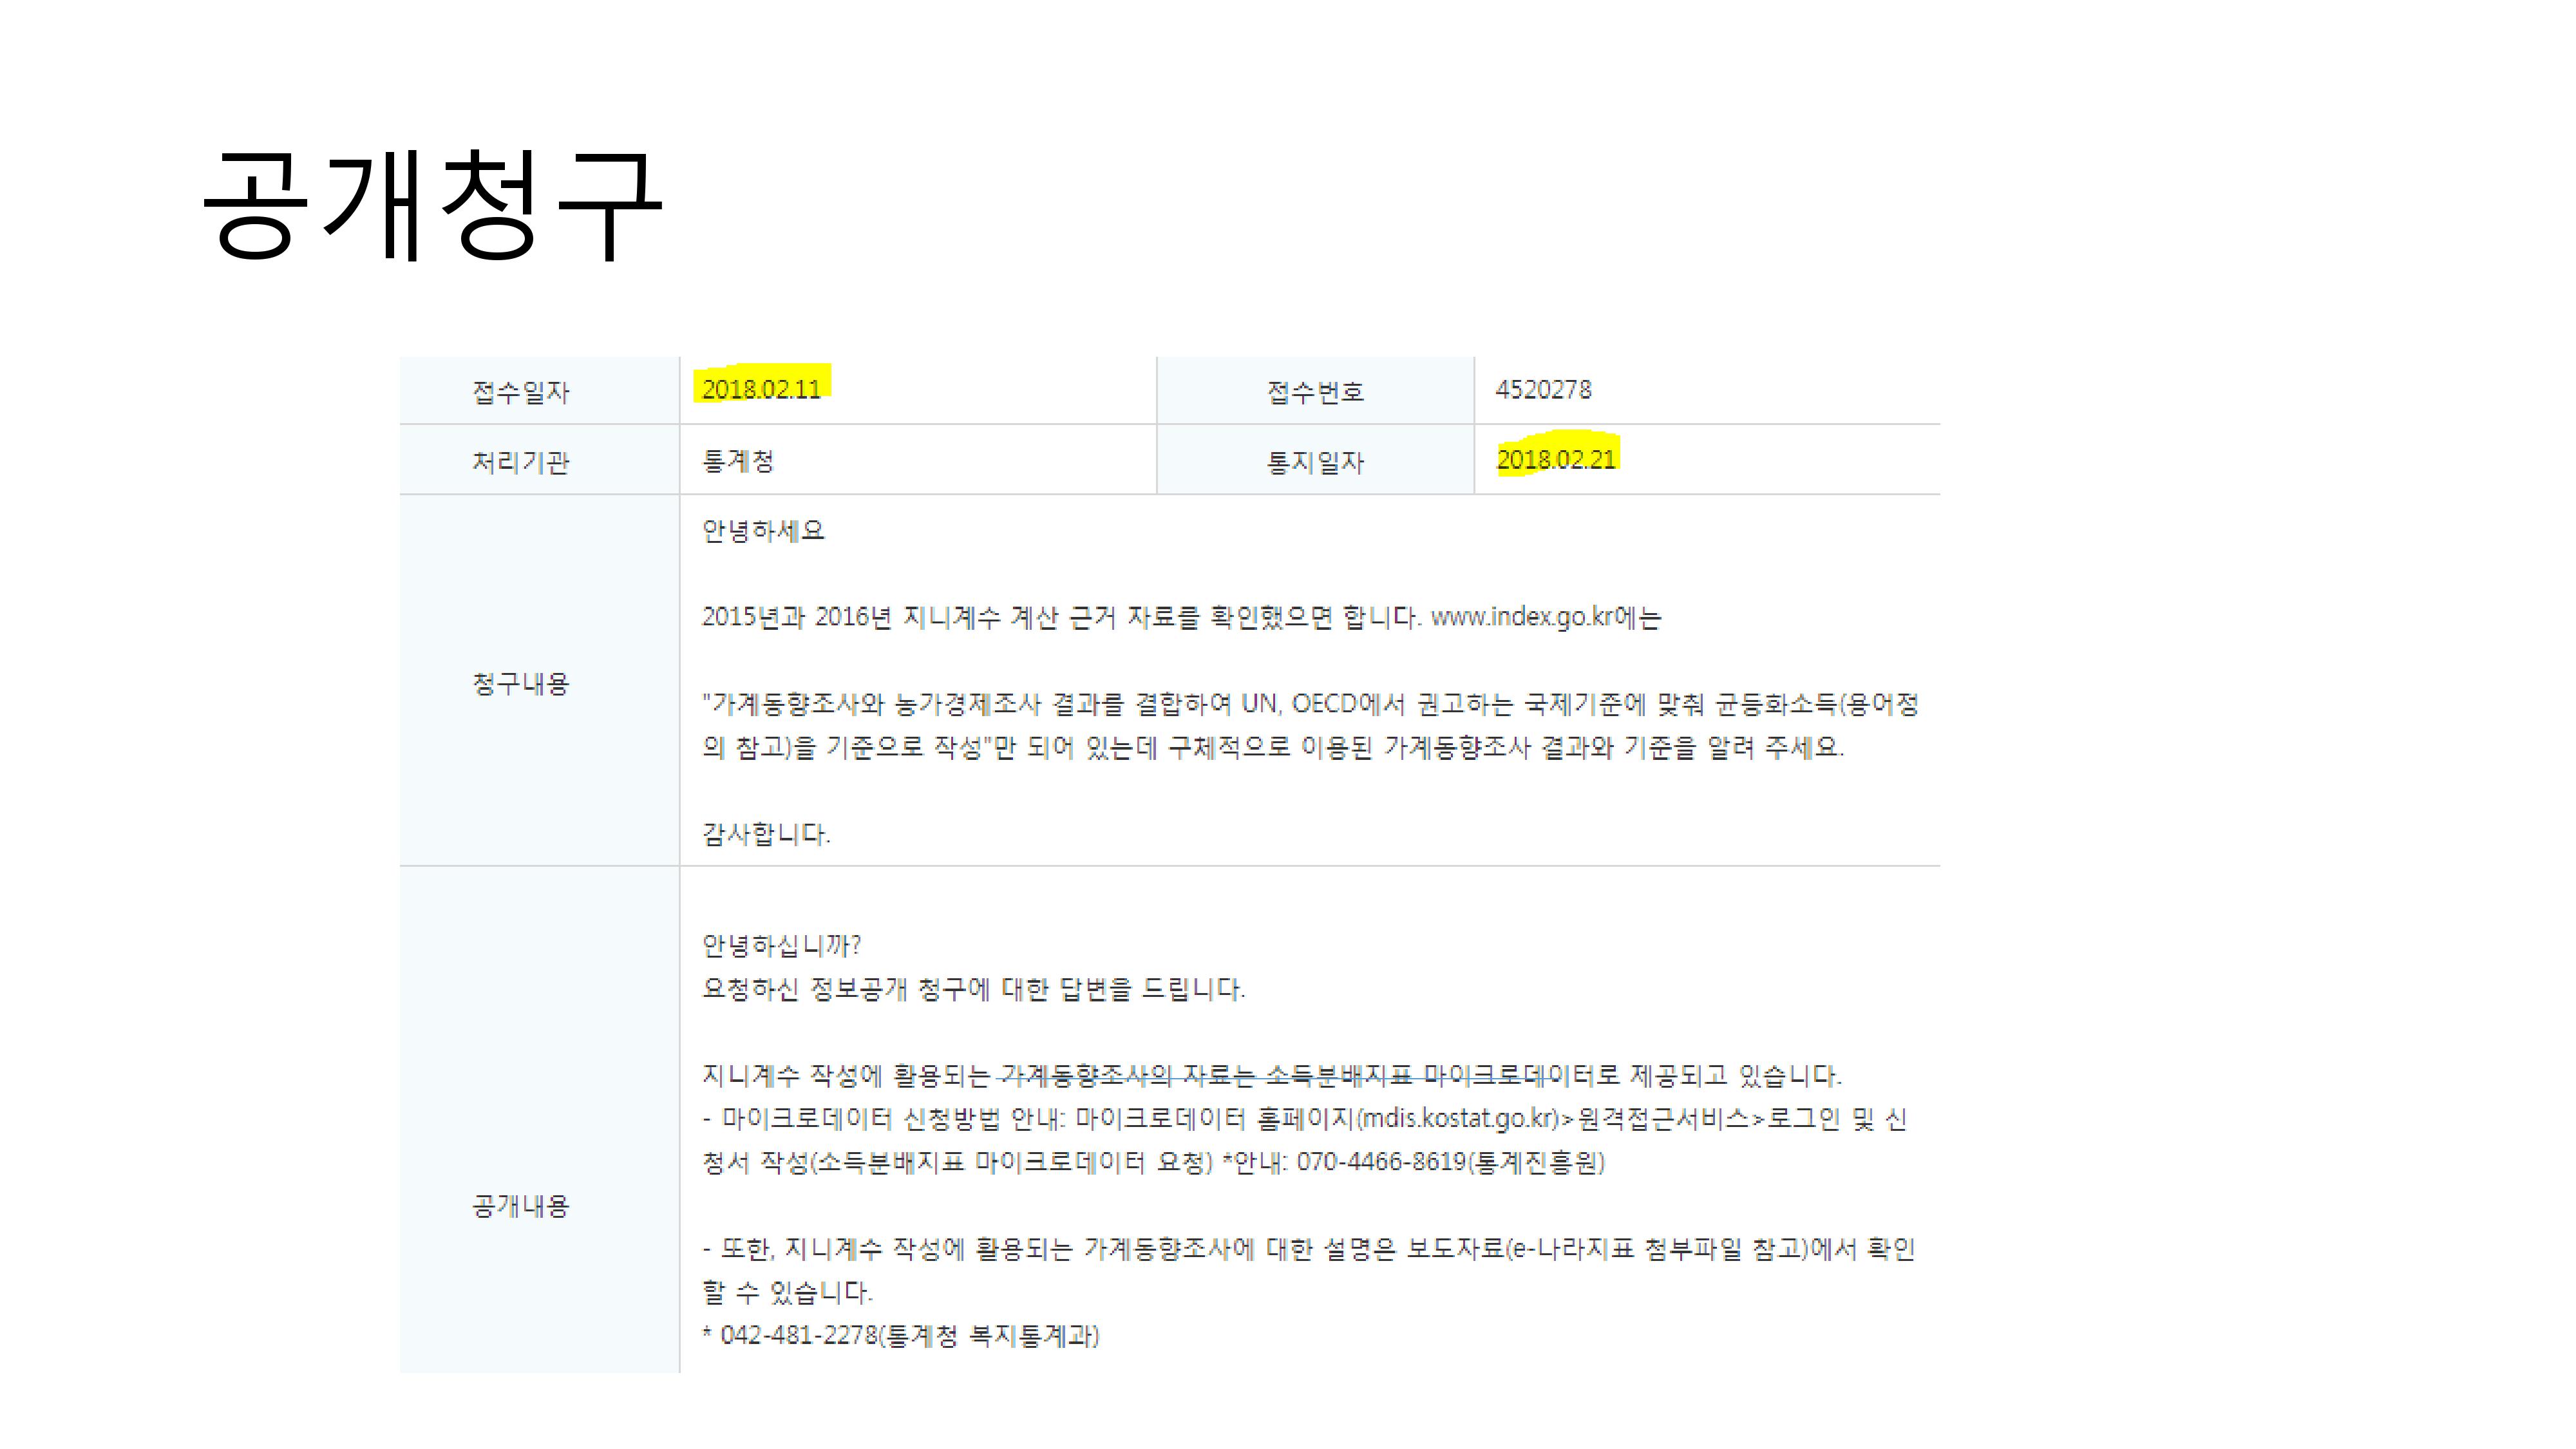 공개청구
접수일자 2018.02.11 접수번호 4520278
처리기관 통계청 통지일자 2018.02.21
안녕하세요
2015년과 2016년 지니계수 계산 근거 자료를 확인했으면 합니다. www.index.go.kr에는
청구내용
"가계동향조사와 농가경제조사 결과를 결합하여 UN, OECD에서 권고하는 국제기준에 맞춰 균등화소득(용어정
의 참고)을 기준으로 작성"만 되어 있는데 구체적으로 이용된 가계동향조사 결과와 기준을 알려 주세요.
감사합니다.
안녕하십니까?
요청하신 정보공개 청구에 대한 답변을 드립니다.
지니계수 작성에 활용되는 가계동향조사의 자료는 소득분배지표 마이크로데이터로 제공되고 있습니다.
- 마이크로데이터 신청방법 안내: 마이크로데이터 홈페이지(mdis.kostat.go.kr)>원격접근서비스>로그인 및 신
청서 작성(소득분배지표 마이크로데이터 요청) *안내: 070-4466-8619(통계진흥원)
공개내용
- 또한, 지니계수 작성에 활용되는 가계동향조사에 대한 설명은 보도자료(e-나라지표 첨부파일 참고)에서 확인
할 수 있습니다.
* 042-481-2278(통계청 복지통계과)